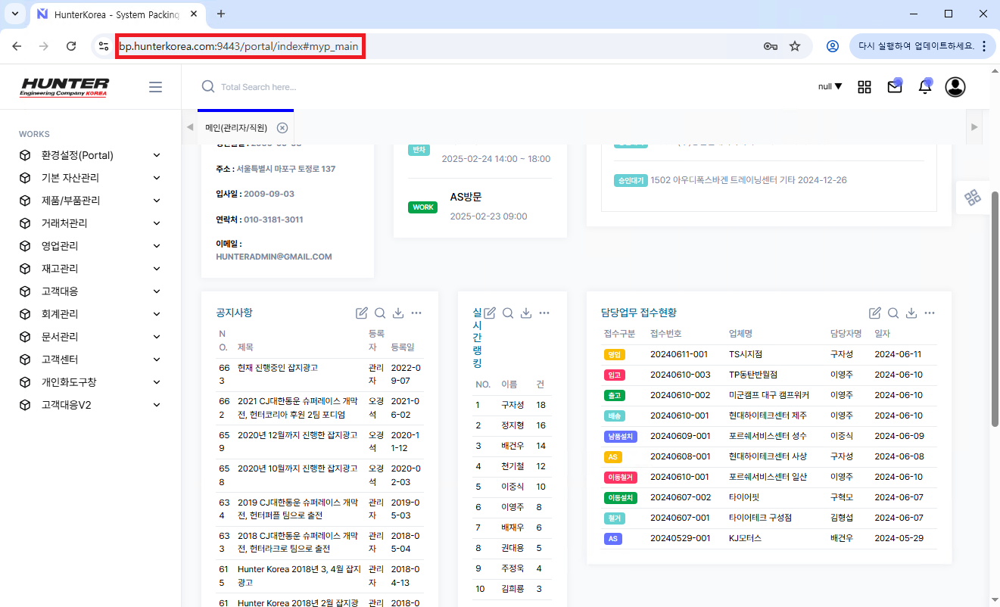 HunterKorea - System Packing
bp.hunterkorea.com:9443/portal/index#myp_main
다시 실행하여 업데이트하세요.
HUNTER
Engineering Company KOREA
Total Search here...
null ▼
WORKS
환경설정(Portal)
기본 자산관리
제품/부품관리
거래처관리
영업관리
재고관리
고객대응
회계관리
문서관리
고객센터
개인화도구창
고객대응V2
메인(관리자/직원)
주소 : 서울특별시 마포구 토정로 137
입사일 : 2009-09-03
연락처 : 010-3181-3011
이메일 :
HUNTERADMIN@GMAIL.COM
반차
2025-02-24 14:00 ~ 18:00
AS방문
WORK
2025-02-23 09:00
승인대기 1502 아우디폭스바겐 트레이닝센터 기타 2024-12-26
공지사항
N
등록
O. 제목 자 등록일
66 현재 진행중인 잡지광고 관리 2022-0
3 자 9-07
66 2021 CJ대한통운 슈퍼레이스 개막 오경 2021-0
2 전, 헌터코리아 후원 2팀 포디엄 석 6-02
65 2020년 12월까지 진행한 잡지광고 오경 2020-1
9 석 1-12
65 2020년 10월까지 진행한 잡지광고 오경 2020-0
8 석 2-03
63 2019 CJ대한통운 슈퍼레이스 개막 관리 2019-0
4 전, 헌터퍼플 팀으로 출전 자 5-03
63 2018 CJ대한통운 슈퍼레이스 개막 관리 2018-0
3 전, 헌터라크로 팀으로 출전 자 5-04
61 Hunter Korea 2018년 3, 4월 잡지 관리 2018-0
5 광고 자 4-13
61 Hunter Korea 2018년 2월 잡지광 관리 2018-0
실
시
간
랭
킹
NO. 이름 건
1 구자성 18
2 정지형 16
3 배건우 14
4 천기철 12
5 이중식 10
6 이영주 8
7 배재우 6
8 권대용 5
9 주정욱 4
10 김희룡 3
담당업무 접수현황
접수구분 접수번호 업체명 담당자명 일자
영업 20240611-001 TS시지점 구자성 2024-06-11
입고 20240610-003 TP동탄반월점 이영주 2024-06-10
출고 20240610-002 미군캠프 대구 캠프워커 이영주 2024-06-10
배송 20240610-001 현대하이테크센터 제주 이영주 2024-06-10
납품설치 20240609-001 포르쉐서비스센터 성수 이중식 2024-06-09
AS 20240608-001 현대하이테크센터 사상 구자성 2024-06-08
이동철거 20240610-001 포르쉐서비스센터 일산 이영주 2024-06-10
이동설치 20240607-002 타이어핏 구혁모 2024-06-07
철거 20240607-001 타이어테크 구성점 김형섭 2024-06-07
AS 20240529-001 KJ모터스 배건우 2024-05-29